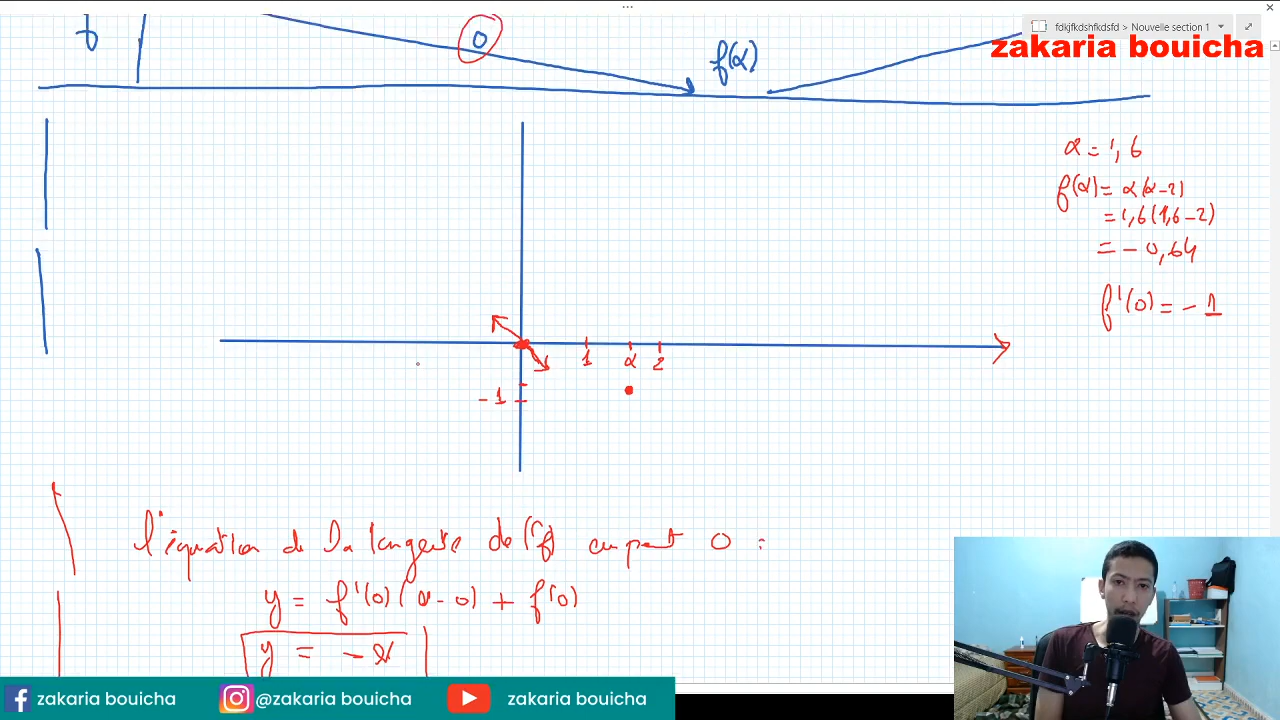 fdkjfkdshfkdsfd > Nouvelle section 1
zakaria bouicha
f
0
f(α)
α = 1,6
f(α) = α(α-2)
= 1,6(1,6-2)
= -0,64
f'(0) = -1
1 α 2
-1
l'équation de la tangente de (Cf) au point 0 :
y = f'(0)(x-0) + f(0)
y = -x
zakaria bouicha @zakaria bouicha zakaria bouicha